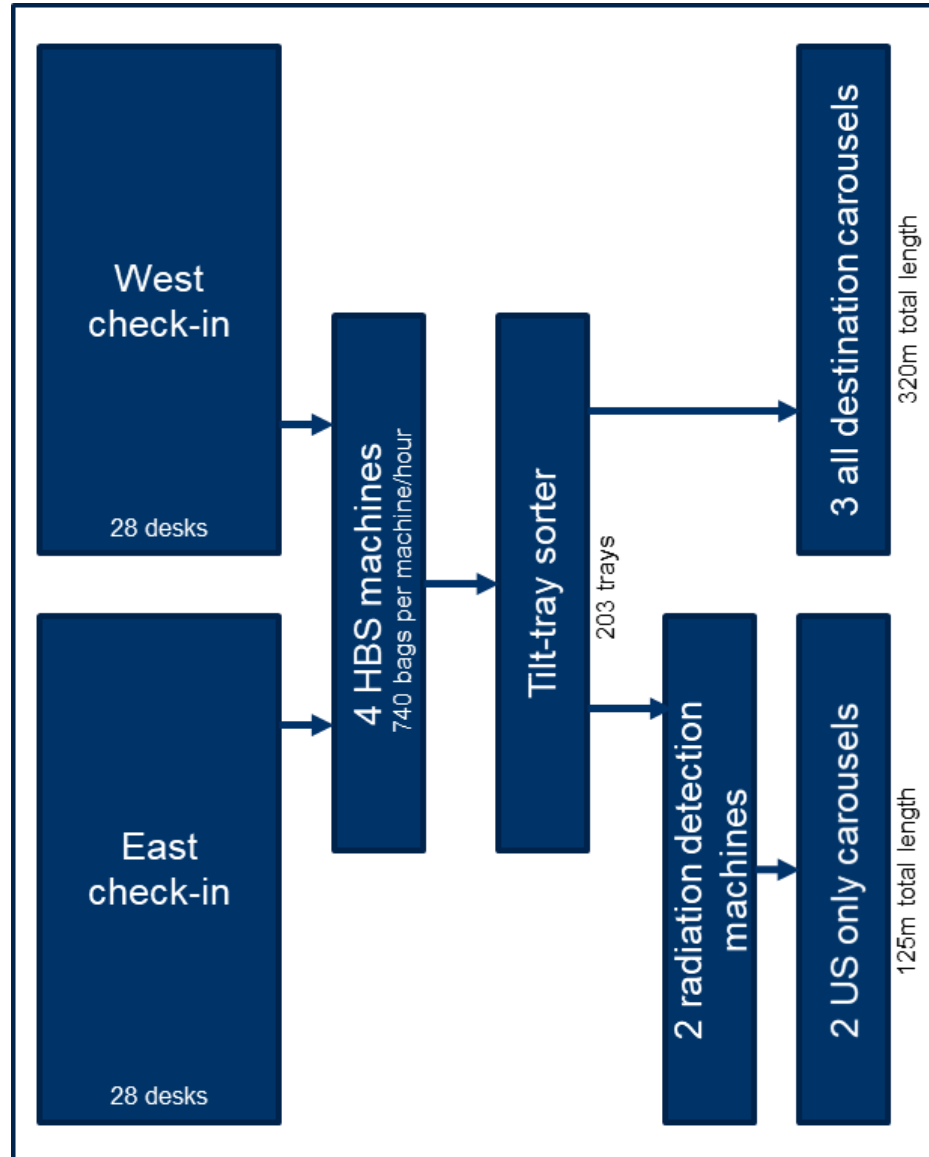 West
check-in
28 desks
East
check-in
28 desks
4 HBS machines
740 bags per machine/hour
Tilt-tray sorter
203 trays
2 radiation detection
machines
3 all destination carousels
320m total length
2 US only carousels
125m total length